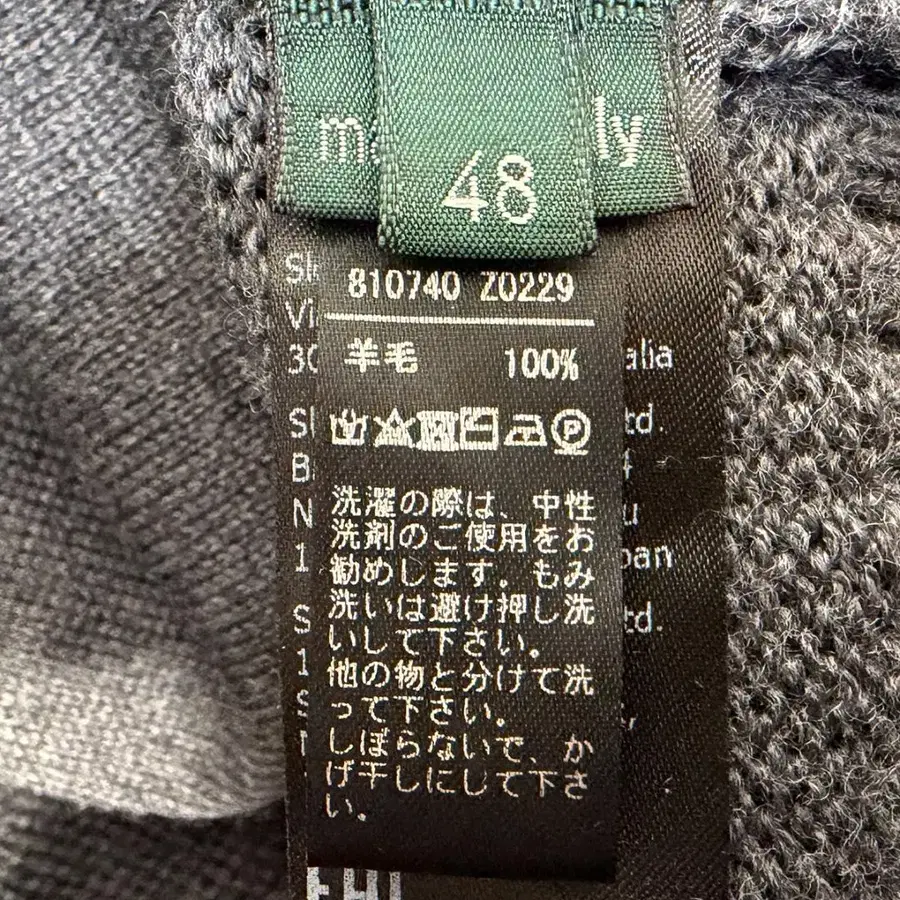 48
810740 Z0229
羊毛 100%
P
洗濯の際は、中性
洗剤のご使用をお
勧めします。もみ
洗いは避け押し洗
いして下さい。
他の物と分けて洗
って下さい。
しぼらないで、か
げ干しにして下さ
い。